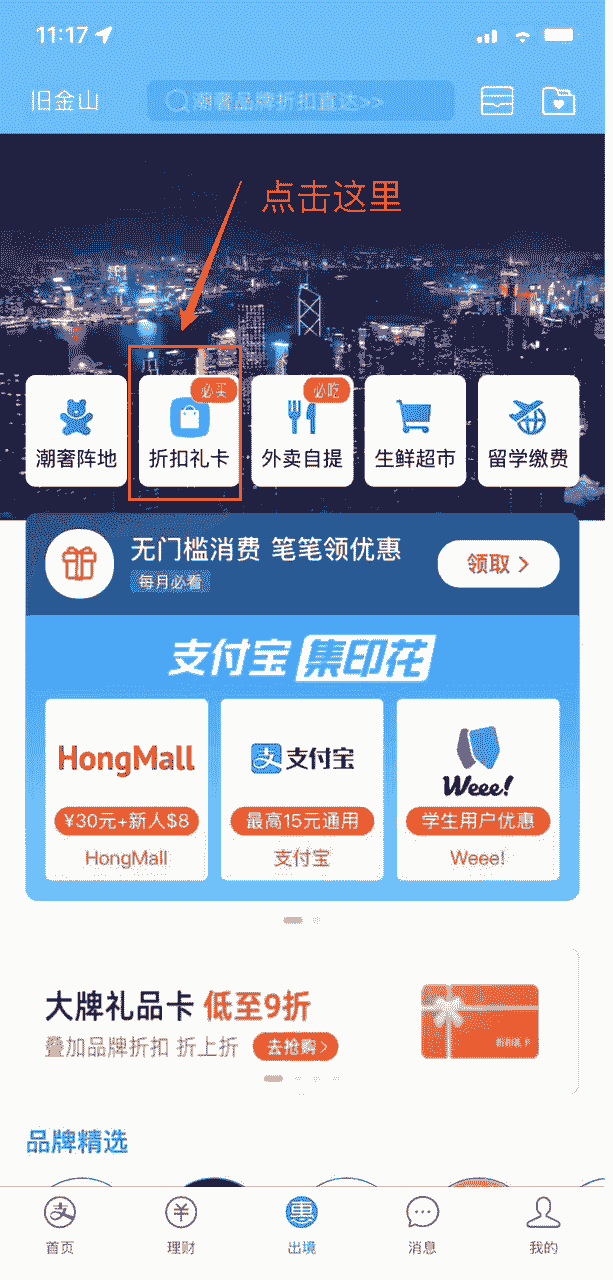 11:17
旧金山
潮奢品牌折扣直达>>
点击这里
必买
必吃
潮奢阵地
折扣礼卡
外卖自提
生鲜超市
留学缴费
无门槛消费 笔笔领优惠
每月必看
领取 >
支付宝 集印花
HongMall
支付宝
Weee!
¥30元+新人$8
最高15元通用
学生用户优惠
HongMall
支付宝
Weee!
大牌礼品卡 低至9折
叠加品牌折扣 折上折
去抢购 >
品牌精选
首页
理财
出境
消息
我的